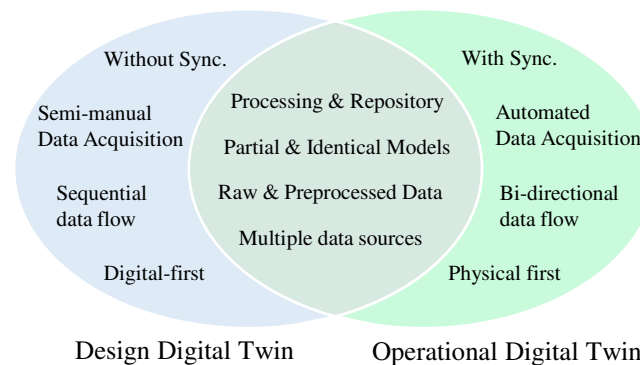 Without Sync.
Semi-manual
Data Acquisition
Sequential
data flow
Digital-first
Processing & Repository
Partial & Identical Models
Raw & Preprocessed Data
Multiple data sources
With Sync.
Automated
Data Acquisition
Bi-directional
data flow
Physical first
Design Digital Twin
Operational Digital Twin